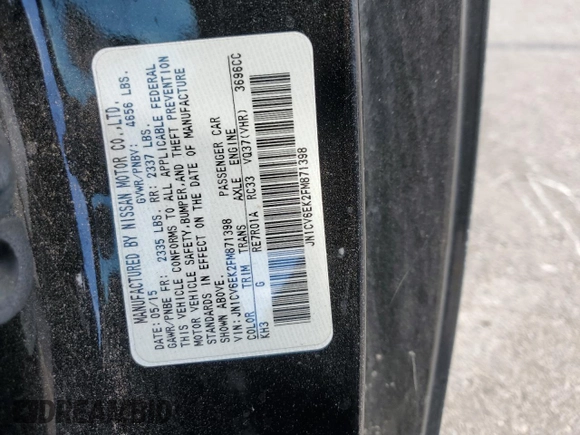 MANUFACTURED BY NISSAN MOTOR CO.,LTD.
DATE: 05/15 GVWR/PNBV: 4656 LBS.
GAWR/PNBE FR: 2335 LBS. RR: 2337 LBS.
THIS VEHICLE CONFORMS TO ALL APPLICABLE FEDERAL
MOTOR VEHICLE SAFETY,BUMPER,AND THEFT PREVENTION
STANDARDS IN EFFECT ON THE DATE OF MANUFACTURE
SHOWN ABOVE.
VIN: JN1CV6EK2FM871398 PASSENGER CAR
COLOR TRIM TRANS AXLE ENGINE
KH3 G RE7R01A RC33 VQ37(VHR) 3696CC
JN1CV6EK2FM871398
DREAMBID